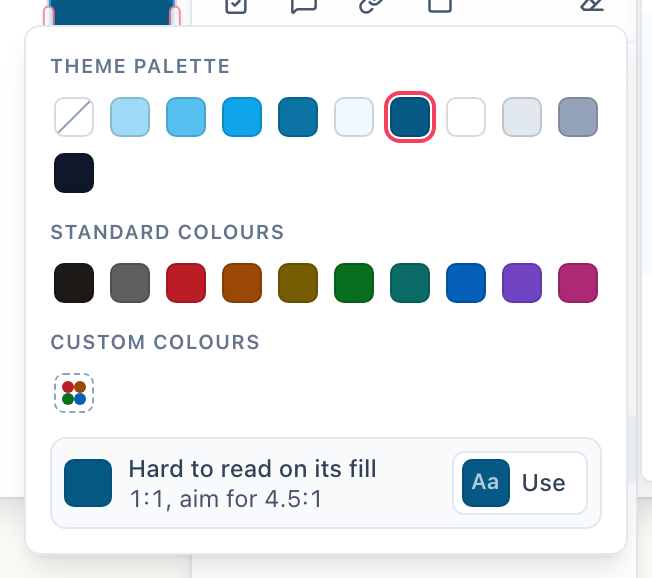 THEME PALETTE
STANDARD COLOURS
CUSTOM COLOURS
Hard to read on its fill
1:1, aim for 4.5:1
Aa Use